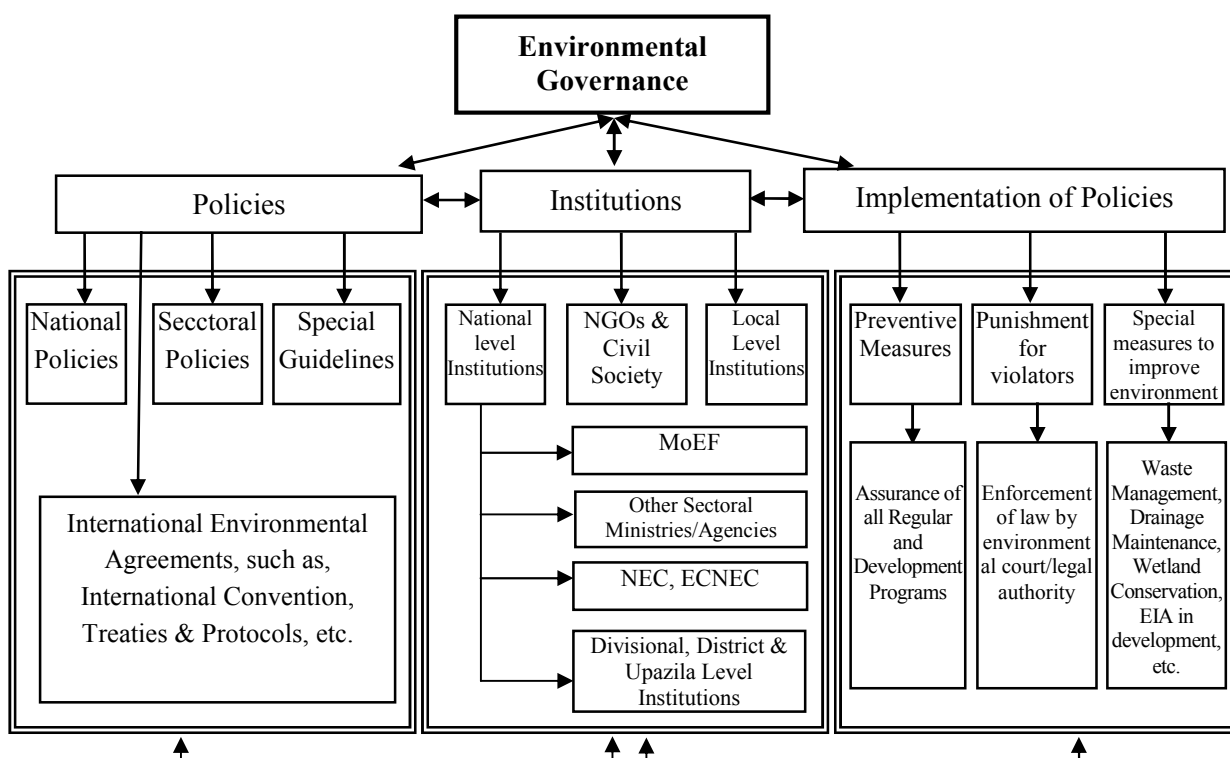 Environmental
Governance
Policies
Institutions
Implementation of Policies
National
Policies
Secctoral
Policies
Special
Guidelines
International Environmental
Agreements, such as,
International Convention,
Treaties & Protocols, etc.
National
level
Institutions
NGOs &
Civil
Society
Local
Level
Institutions
MoEF
Other Sectoral
Ministries/Agencies
NEC, ECNEC
Divisional, District &
Upazila Level
Institutions
Preventive
Measures
Punishment
for
violators
Special
measures to
improve
environment
Assurance of
all Regular
and
Development
Programs
Enforcement
of law by
environment
al court/legal
authority
Waste
Management,
Drainage
Maintenance,
Wetland
Conservation,
EIA in
development,
etc.